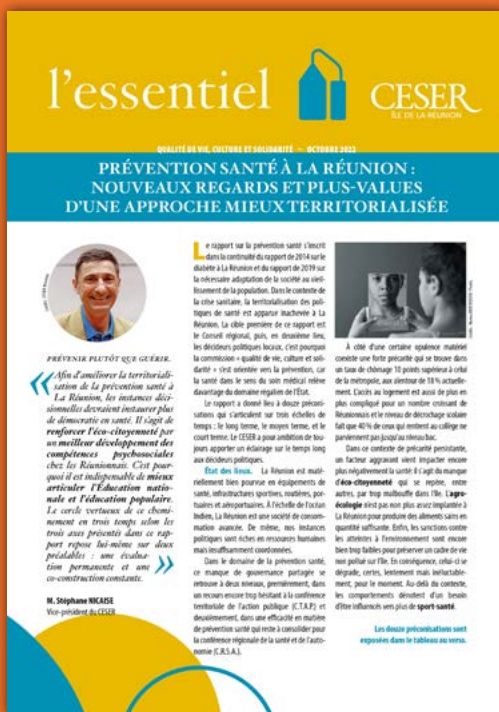 l'essentiel
CESER
ÎLE DE LA RÉUNION
QUALITÉ DE VIE, CULTURE ET SOLIDARITÉ ~ OCTOBRE 2022
PRÉVENTION SANTÉ À LA RÉUNION :
NOUVEAUX REGARDS ET PLUS-VALUES
D'UNE APPROCHE MIEUX TERRITORIALISÉE
PRÉVENIR PLUTÔT QUE GUÉRIR.
« Afin d'améliorer la territoriali-
sation de la prévention santé à
La Réunion, les instances déci-
sionnelles devraient instaurer plus
de démocratie en santé. Il s'agit de
renforcer l'éco-citoyenneté par
un meilleur développement des
compétences psychosociales
chez les Réunionnais. C'est pour-
quoi il est indispensable de mieux
articuler l'Éducation natio-
nale et l'éducation populaire.
Le cercle vertueux de ce chemi-
nement en trois temps selon les
trois axes présentés dans ce rap-
port repose lui-même sur deux
préalables : une évalua-
tion permanente et une
co-construction constante. »
M. Stéphane NICAISE
Vice-président du CESER
Le rapport sur la prévention santé s'inscrit
dans la continuité du rapport de 2014 sur le
diabète à La Réunion et du rapport de 2019 sur
la nécessaire adaptation de la société au vieil-
lissement de la population. Dans le contexte de
la crise sanitaire, la territorialisation des poli-
tiques de santé est apparue inachevée à La
Réunion. La cible première de ce rapport est
le Conseil régional, puis, en deuxième lieu,
les décideurs politiques locaux, c'est pourquoi
la commission « qualité de vie, culture et soli-
darité » s'est orientée vers la prévention, car
la santé dans le sens du soin médical relève
davantage du domaine régalien de l'État.
Le rapport a donné lieu à douze préconi-
sations qui s'articulent sur trois échelles de
temps : le long terme, le moyen terme, et le
court terme. Le CESER a pour ambition de tou-
jours apporter un éclairage sur le temps long
aux décideurs politiques.
État des lieux. La Réunion est maté-
riellement bien pourvue en équipements de
santé, infrastructures sportives, routières, por-
tuaires et aéroportuaires. À l'échelle de l'océan
Indien, La Réunion est une société de consom-
mation avancée. De même, nos instances
politiques sont riches en ressources humaines
mais insuffisamment coordonnées.
Dans le domaine de la prévention santé,
ce manque de gouvernance partagée se
retrouve à deux niveaux, premièrement, dans
un recours encore trop hésitant à la conférence
territoriale de l'action publique (C.T.A.P.) et
deuxièmement, dans une efficacité en matière
de prévention santé qui reste à consolider pour
la conférence régionale de la santé et de l'auto-
nomie (C.R.S.A.).
À côté d'une certaine opulence matériel
coexiste une forte précarité qui se trouve dans
un taux de chômage 10 points supérieur à celui
de la métropole, aux alentour de 18 % actuelle-
ment. L'accès au logement est aussi de plus en
plus compliqué pour un nombre croissant de
Réunionnais et le niveau de décrochage scolaire
fait que 40 % de ceux qui rentrent au collège ne
parviennent pas jusqu'au niveau bac.
Dans ce contexte de précarité persistante,
un facteur aggravant vient impacter encore
plus négativement la santé : il s'agit du manque
d'éco-citoyenneté qui se repère, entre
autres, par trop malbouffe dans l'île. L'agro-
écologie n'est pas non plus assez implantée à
La Réunion pour produire des aliments sains en
quantité suffisante. Enfin, les sanctions contre
les atteintes à l'environnement sont encore
bien trop faibles pour préserver un cadre de vie
non pollué sur l'île. En conséquence, celui-ci se
dégrade, certes, lentement mais inéluctable-
ment, pour le moment. Au-delà du contexte,
les comportements dénotent d'un besoin
d'être influencés vers plus de sport-santé.
Les douze préconisations sont
exposées dans le tableau au verso.